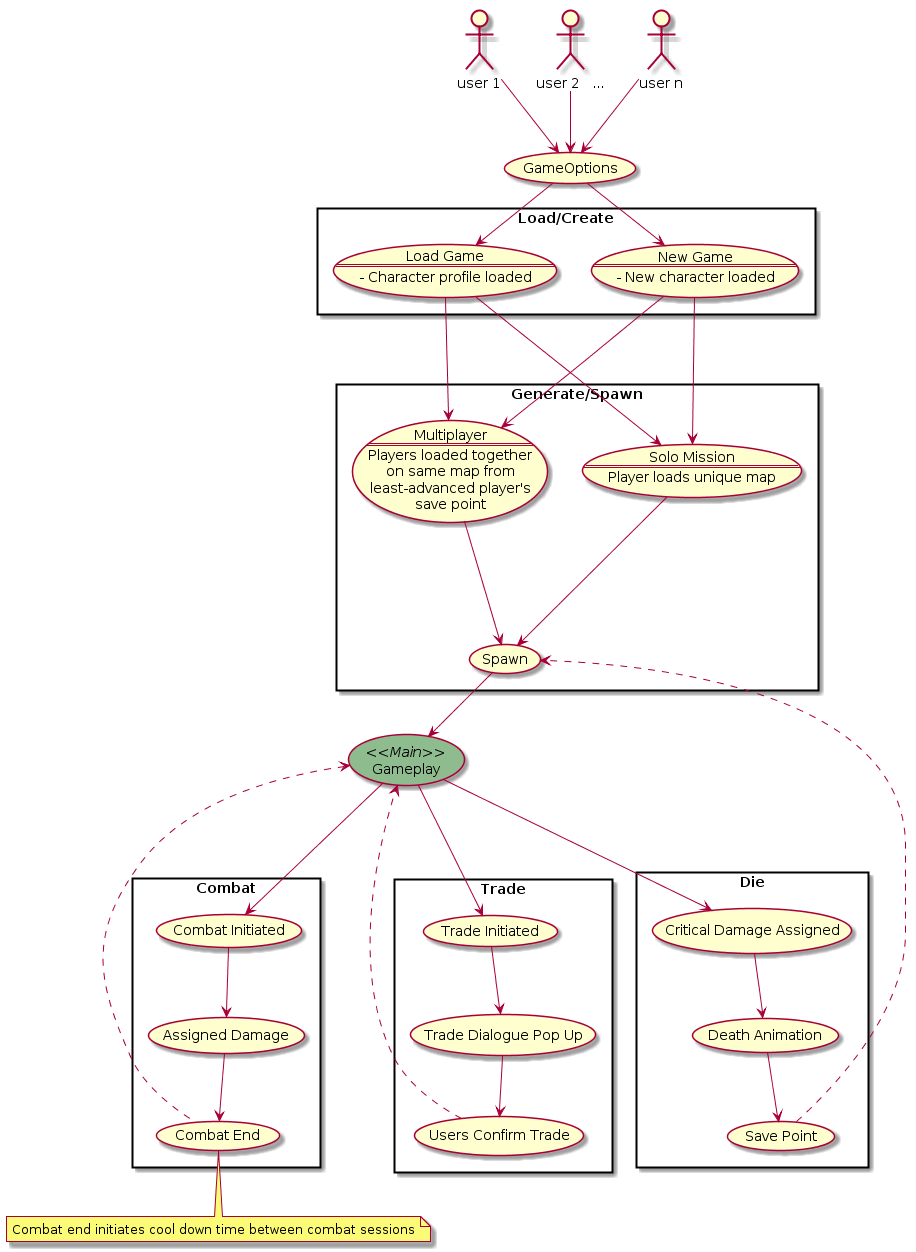 user 1
user 2
...
user n
GameOptions
Load/Create
Load Game
- Character profile loaded
New Game
- New character loaded
Generate/Spawn
Multiplayer
Players loaded together
on same map from
least-advanced player's
save point
Solo Mission
Player loads unique map
Spawn
<<Main>>
Gameplay
Combat
Combat Initiated
Assigned Damage
Combat End
Trade
Trade Initiated
Trade Dialogue Pop Up
Users Confirm Trade
Die
Critical Damage Assigned
Death Animation
Save Point
Combat end initiates cool down time between combat sessions